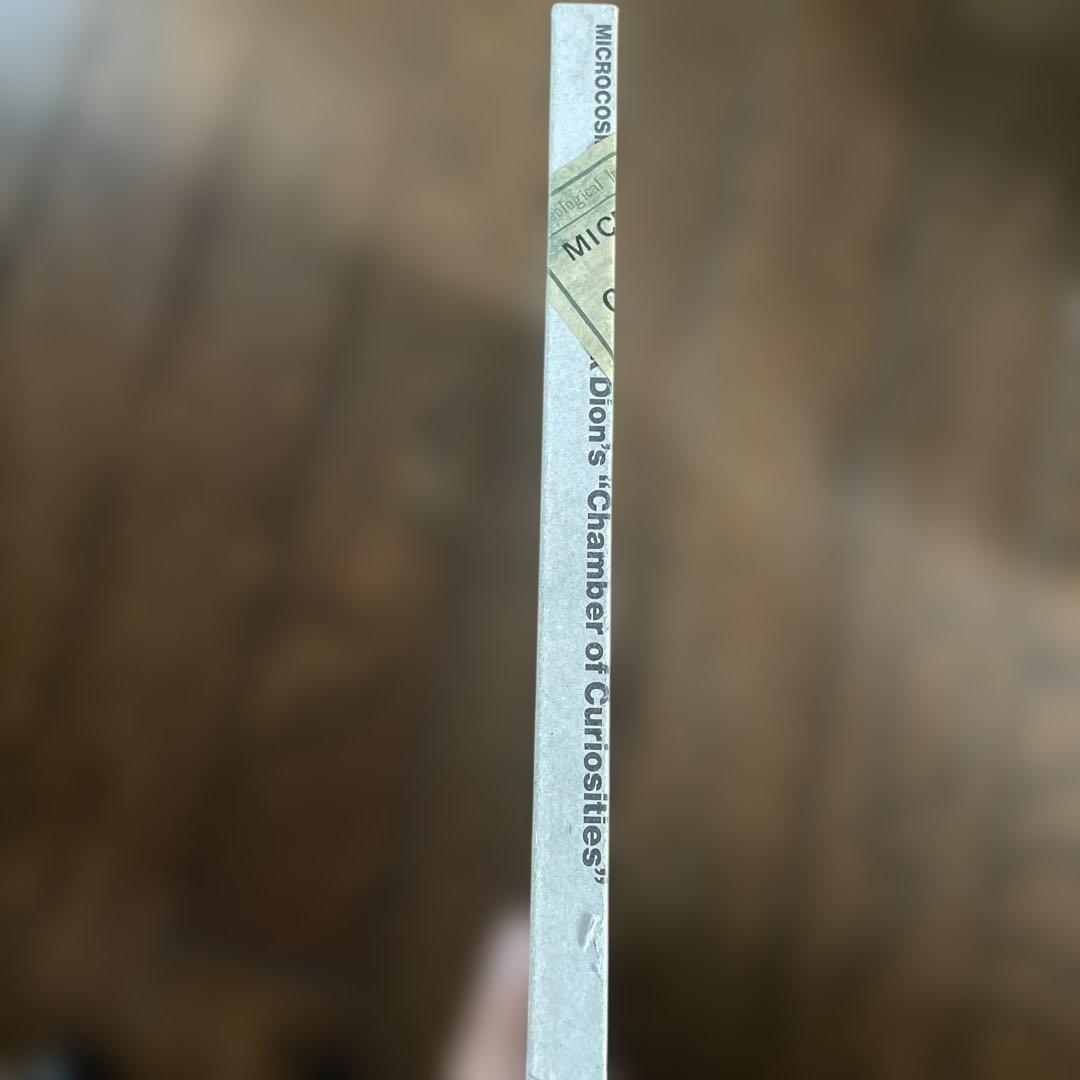 MICROCOS
Dion's "Chamber of Curiosities"
ological
MIC